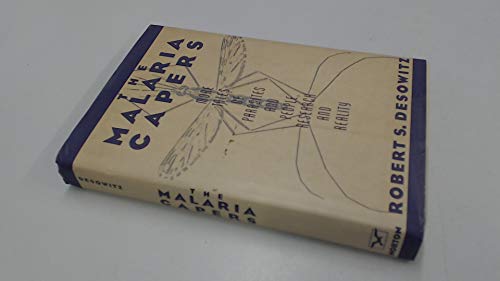 THE
MALARIA
CAPERS
MORE
TALES OF
PARASITES
AND
PEOPLE,
RESEARCH
AND
REALITY
ROBERT S. DESOWITZ
DESOWITZ
THE
MALARIA
CAPERS
NORTON